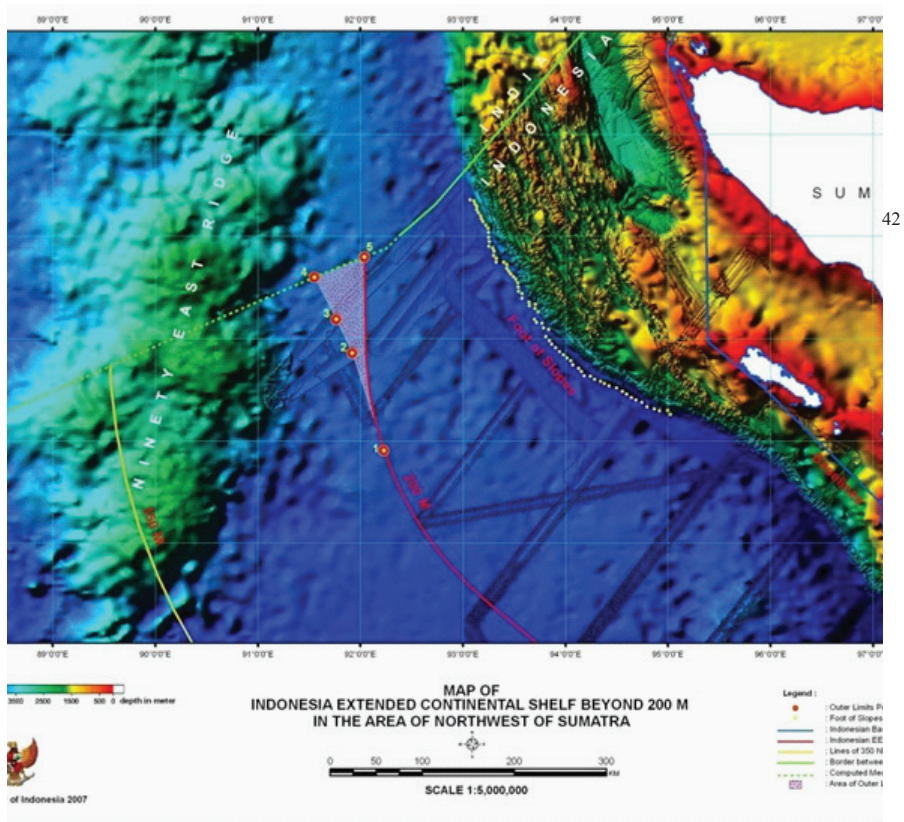 89°0'0"E 90°0'0"E 91°0'0"E 92°0'0"E 93°0'0"E 94°0'0"E 95°0'0"E 96°0'0"E 97°0'0"
INDIA
INDONESIA
NINETY EAST RIDGE
SUM
42
5
4
3
2
1
Foot of Slopes
200 M
350 M
89°0'0"E 90°0'0"E 91°0'0"E 92°0'0"E 93°0'0"E 94°0'0"E 95°0'0"E 96°0'0"E 97°0'0"
3500 2500 1500 500 0 depth in meter
of Indonesia 2007
MAP OF
INDONESIA EXTENDED CONTINENTAL SHELF BEYOND 200 M
IN THE AREA OF NORTHWEST OF SUMATRA
0 50 100 200 300
KM
SCALE 1:5,000,000
Legend :
: Outer Limits P
: Foot of Slopes
: Indonesian Ba
: Indonesian EE
: Lines of 350 N
: Border betwee
: Computed Me
: Area of Outer L